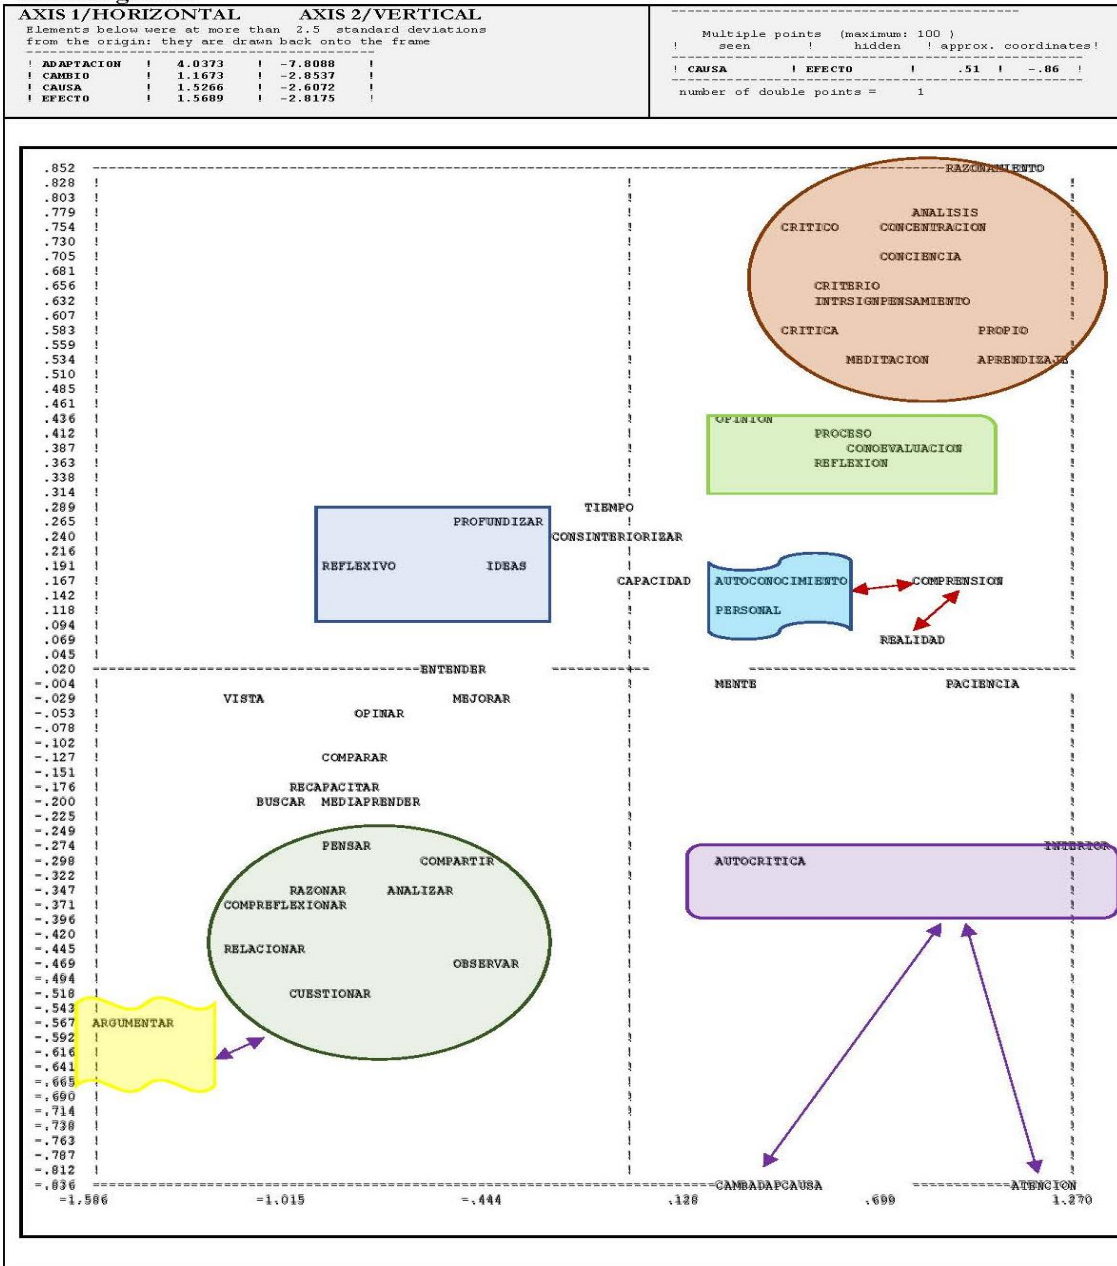 AXIS 1/HORIZONTAL AXIS 2/VERTICAL
Elements below were at more than 2.5 standard deviations
from the origin: they are drawn back onto the frame
! ADAPTACION ! 4.0373 ! -7.8088 !
! CAMBIO ! 1.1673 ! -2.8537 !
! CAUSA ! 1.5266 ! -2.6072 !
! EFECTO ! 1.5689 ! -2.8175 !
Multiple points (maximum: 100 )
! seen ! hidden ! approx. coordinates!
! CAUSA ! EFECTO ! .51 ! -.86 !
number of double points = 1
.852 RAZONAMIENTO
.828
.803
.779 ANALISIS
.754 CRITICO CONCENTRACION
.730
.705 CONCIENCIA
.681
.656 CRITERIO
.632 INTRSIGNPENSAMIENTO
.607
.583 CRITICA PROPIO
.559
.534 MEDITACION APRENDIZAJE
.510
.485
.461
.436 OPINION
.412 PROCESO
.387 CONOEVALUACION
.363 REFLEXION
.338
.314
.289 TIEMPO
.265 PROFUNDIZAR
.240 CONSINTERIORIZAR
.216
.191 REFLEXIVO IDEAS
.167 CAPACIDAD AUTOCONOCIMIENTO COMPRENSION
.142
.118 PERSONAL
.094
.069 REALIDAD
.045
.020 ENTENDER
-.004 MENTE PACIENCIA
-.029 VISTA MEJORAR
-.053 OPINAR
-.078
-.102
-.127 COMPARAR
-.151
-.176 RECAPACITAR
-.200 BUSCAR MEDIAPRENDER
-.225
-.249
-.274 PENSAR INTERIOR
-.298 COMPARTIR AUTOCRITICA
-.322
-.347 RAZONAR ANALIZAR
-.371 COMPREFLEXIONAR
-.396
-.420
-.445 RELACIONAR
-.469 OBSERVAR
-.494
-.518 CUESTIONAR
-.543
-.567 ARGUMENTAR
-.592
-.616
-.641
-.665
-.690
-.714
-.738
-.763
-.787
-.812
-.836 CAMBADAPCAUSA ATENCION
-1.586 -1.015 -.444 .128 .699 1.270